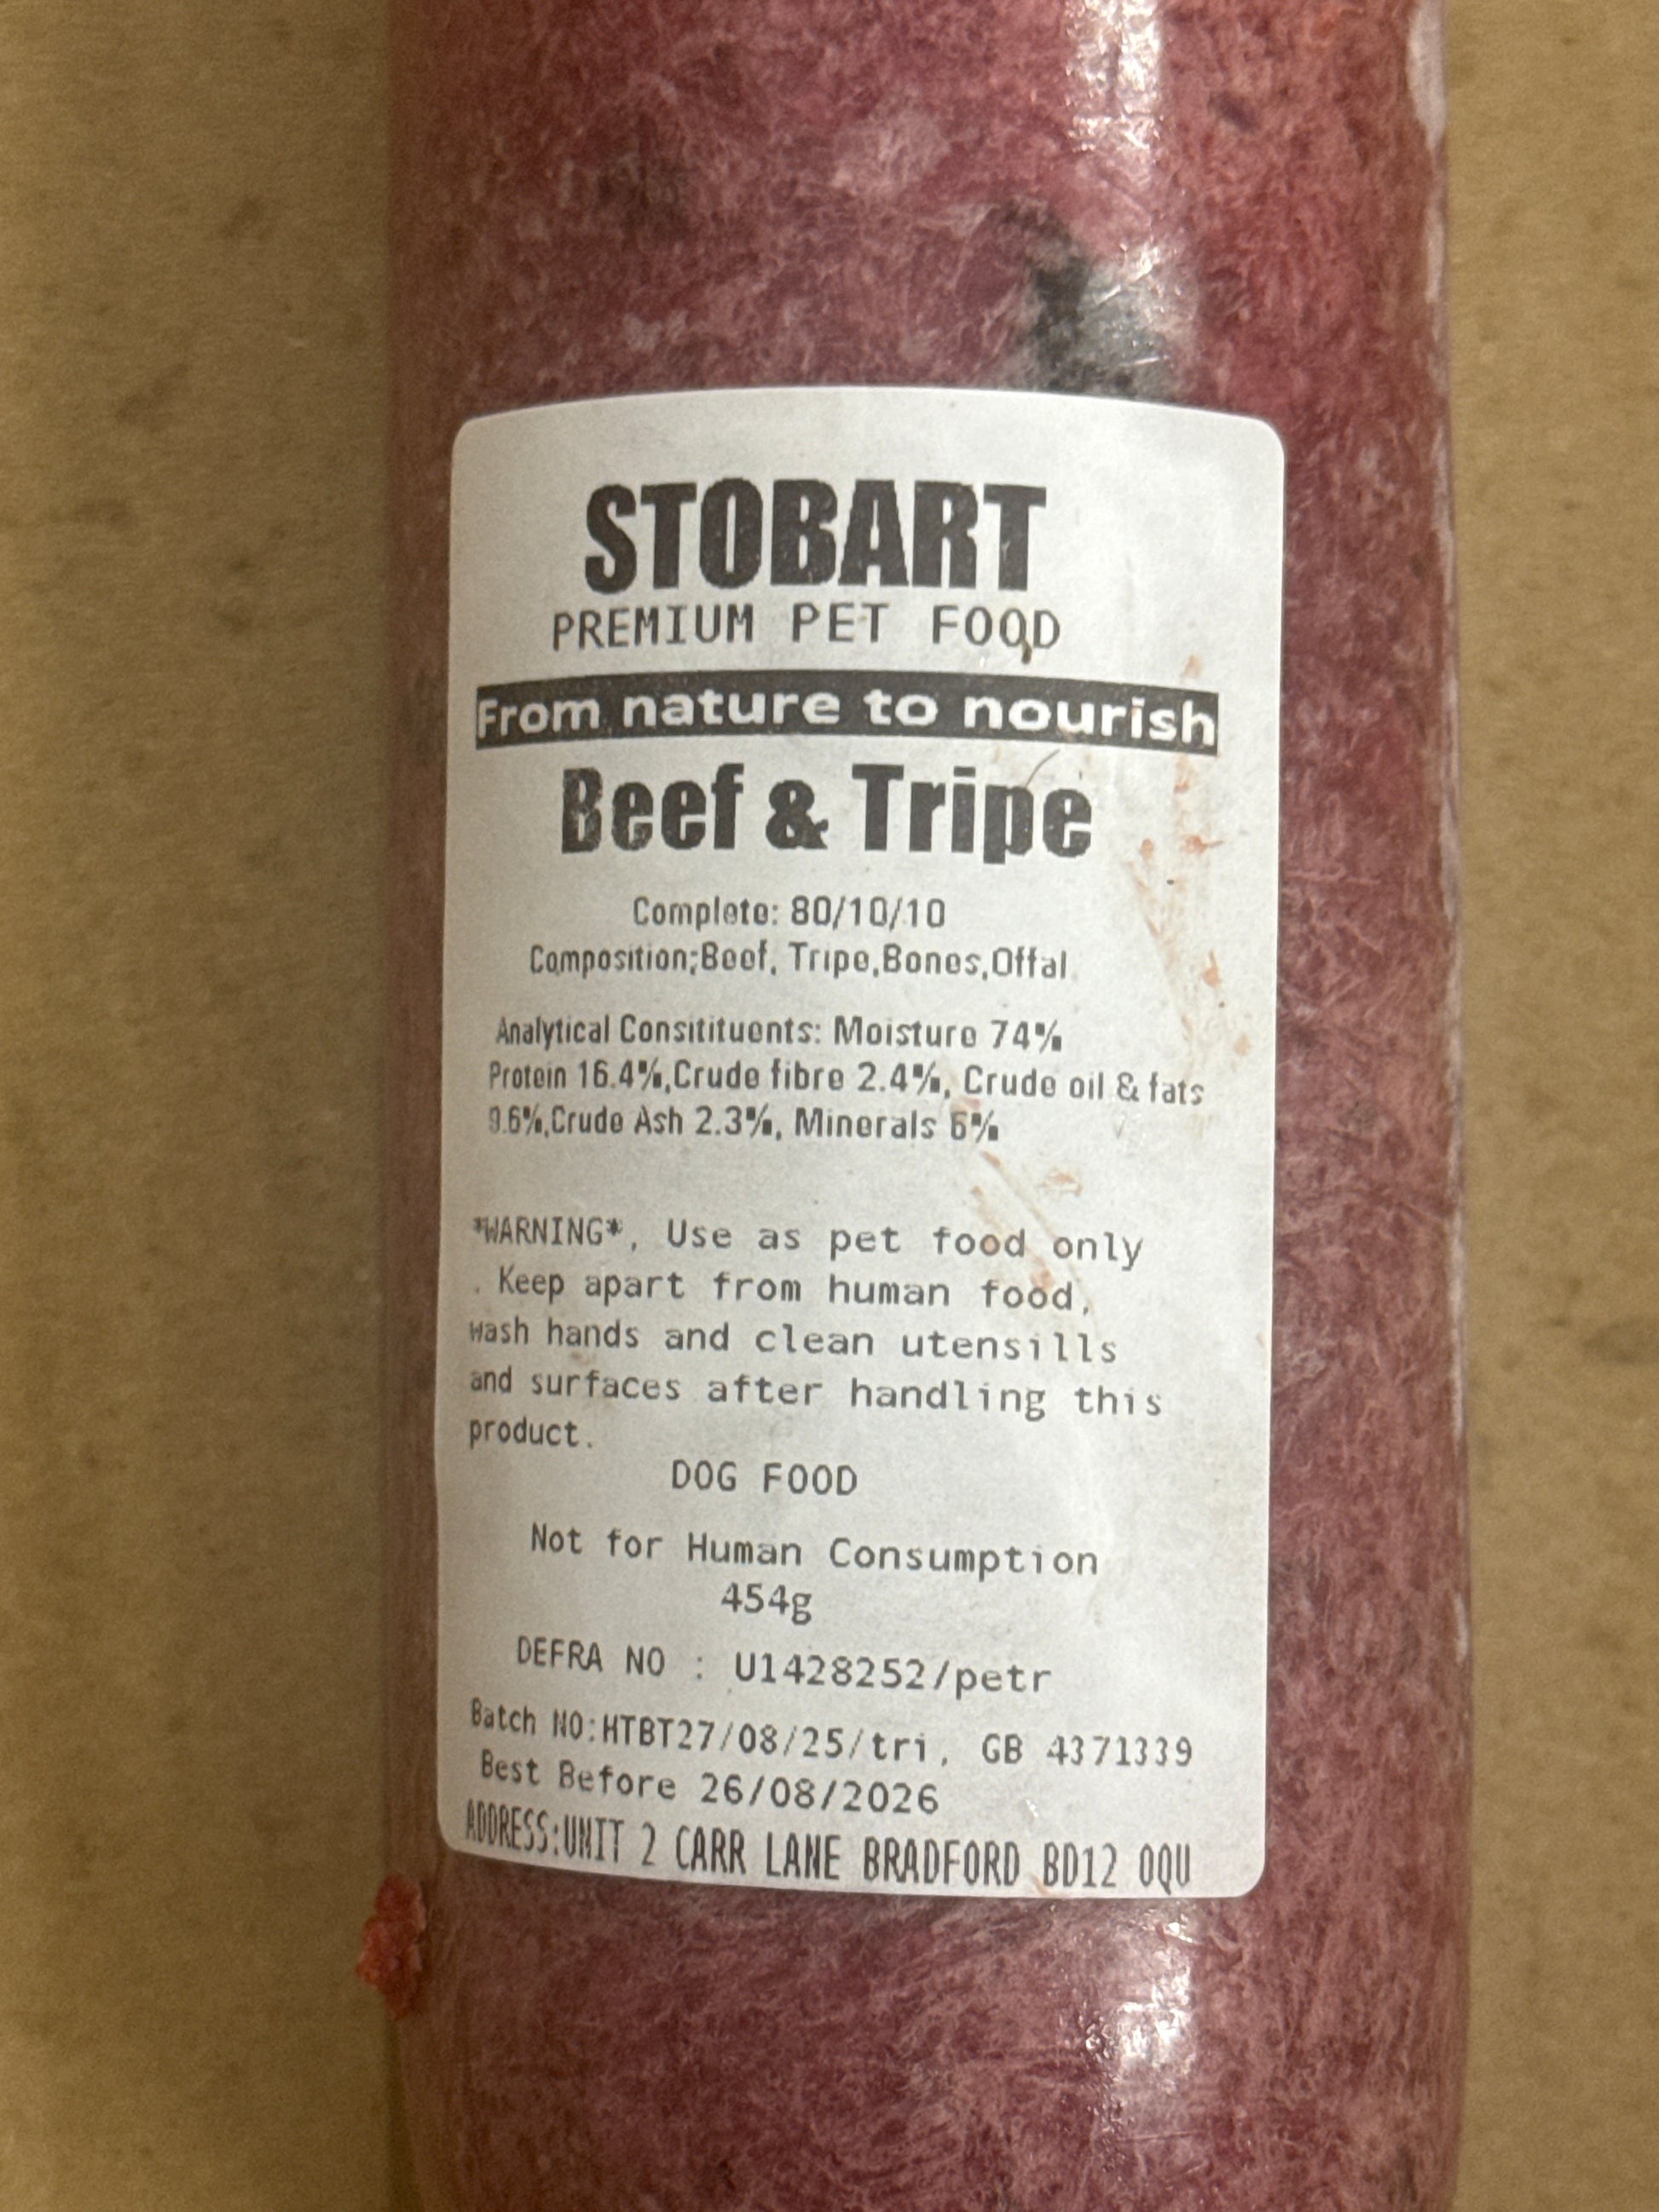 STOBART
PREMIUM PET FOOD
From nature to nourish
Beef & Tripe
Complete: 80/10/10
Composition;Beef, Tripe,Bones,Offal
Analytical Consitituents: Moisture 74%
Protein 16.4%,Crude fibre 2.4%, Crude oil & fats
9.6%,Crude Ash 2.3%, Minerals 6%
*WARNING*, Use as pet food only
. Keep apart from human food,
wash hands and clean utensills
and surfaces after handling this
product.
DOG FOOD
Not for Human Consumption
454g
DEFRA NO : U1428252/petr
Batch NO:HTBT27/08/25/tri, GB 4371339
Best Before 26/08/2026
ADDRESS:UNIT 2 CARR LANE BRADFORD BD12 0QU